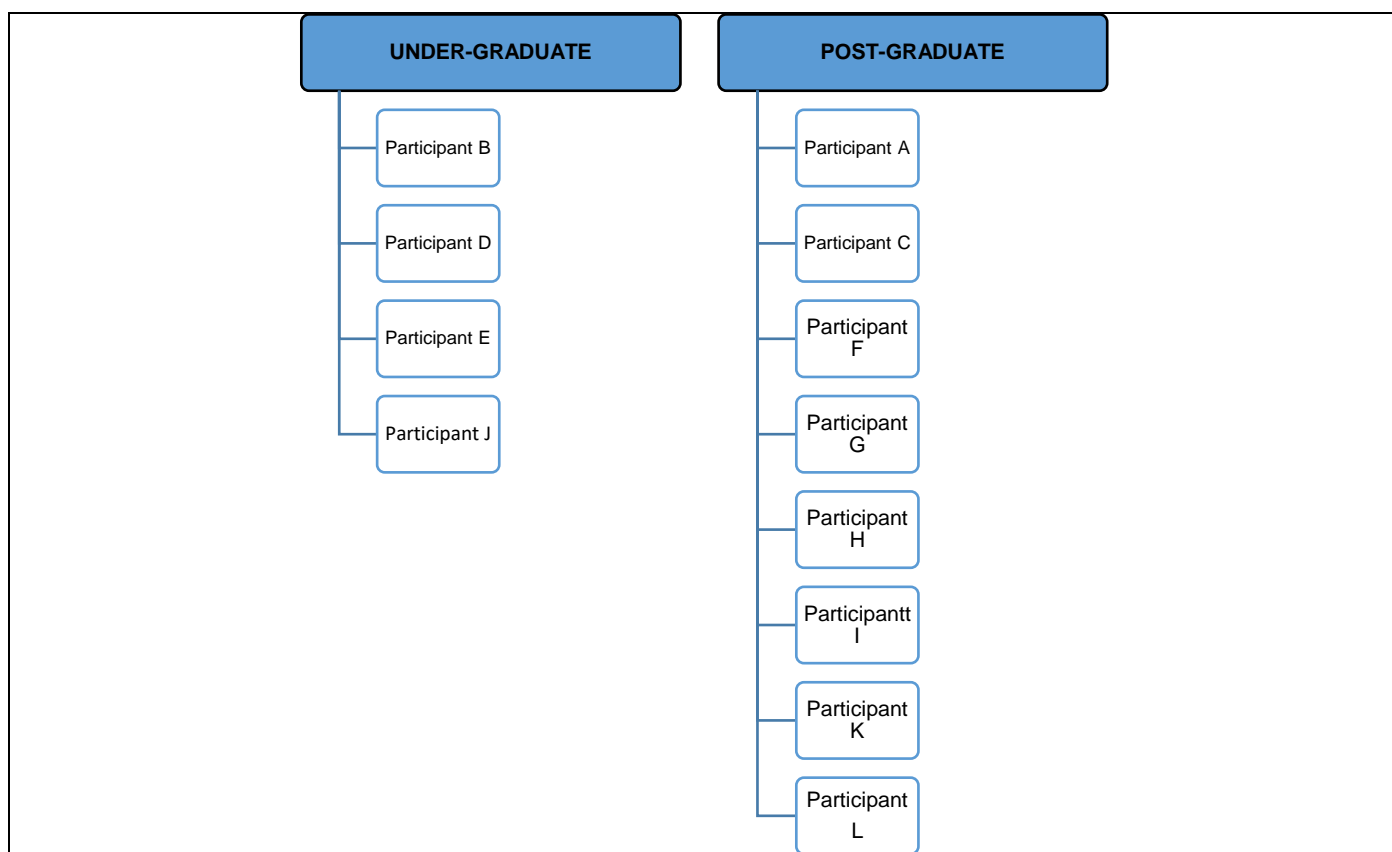 UNDER-GRADUATE
Participant B
Participant D
Participant E
Participant J
POST-GRADUATE
Participant A
Participant C
Participant
F
Participant
G
Participant
H
Participantt
I
Participant
K
Participant
L